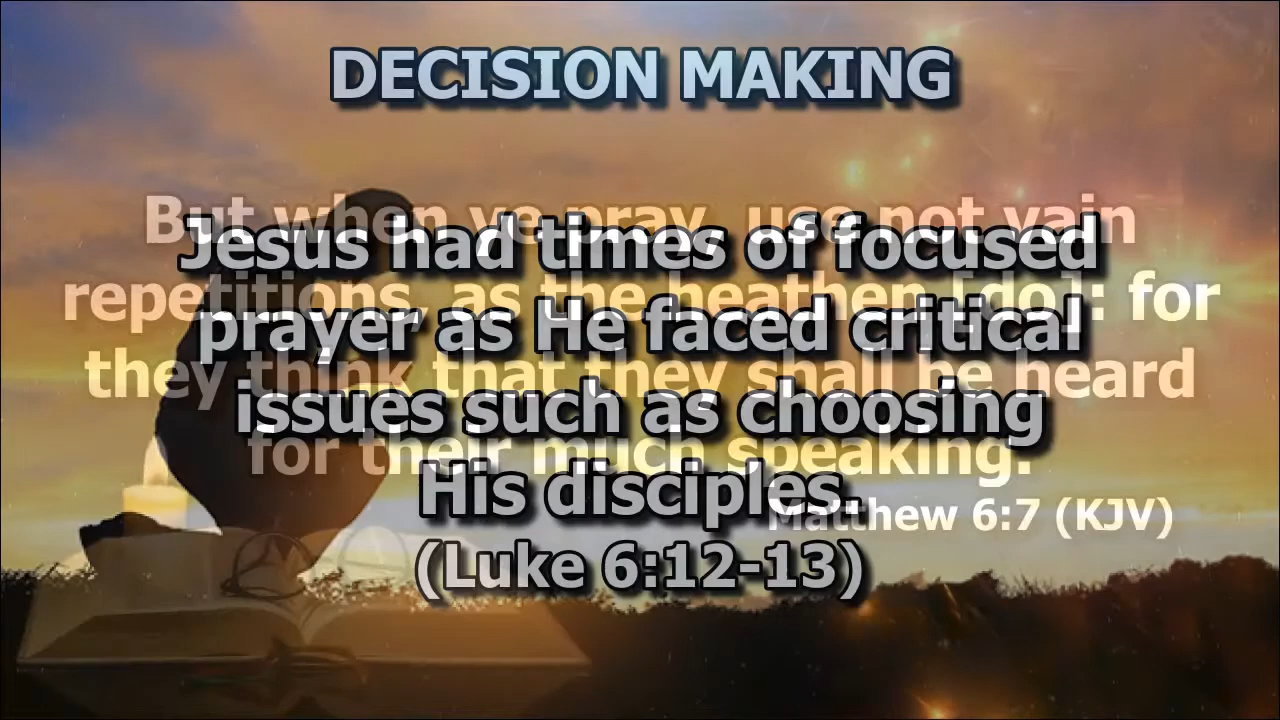 DECISION MAKING
Jesus had times of focused
prayer as He faced critical
issues such as choosing
His disciples.
(Luke 6:12-13)
But when ye pray, use not vain
repetitions, as the heathen [do]: for
they think that they shall be heard
for their much speaking.
Matthew 6:7 (KJV)